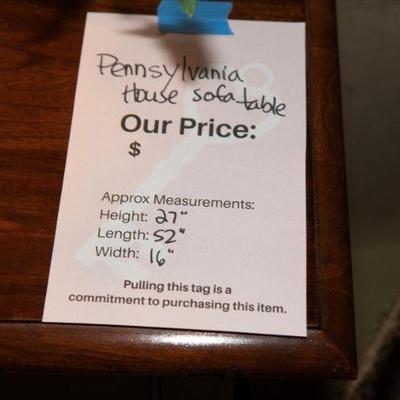 Pennsylvania
House sofa table
Our Price:
$
Approx Measurements:
Height: 27"
Length: 52"
Width: 16"
Pulling this tag is a
commitment to purchasing this item.